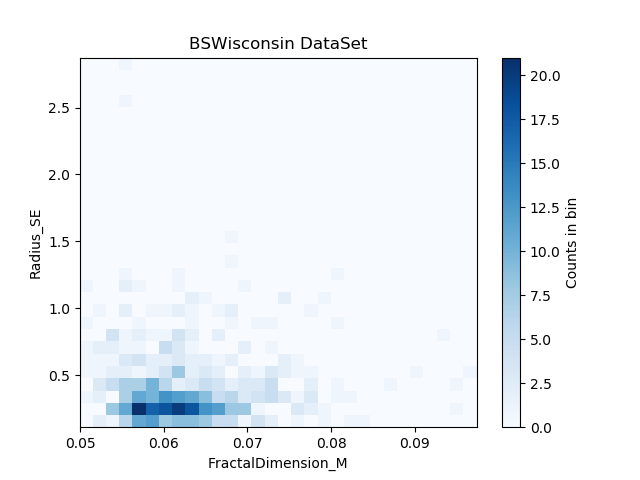 BSWisconsin DataSet
Radius_SE
2.5
2.0
1.5
1.0
0.5
0.05 0.06 0.07 0.08 0.09
FractalDimension_M
20.0
17.5
15.0
12.5
10.0
7.5
5.0
2.5
0.0
Counts in bin